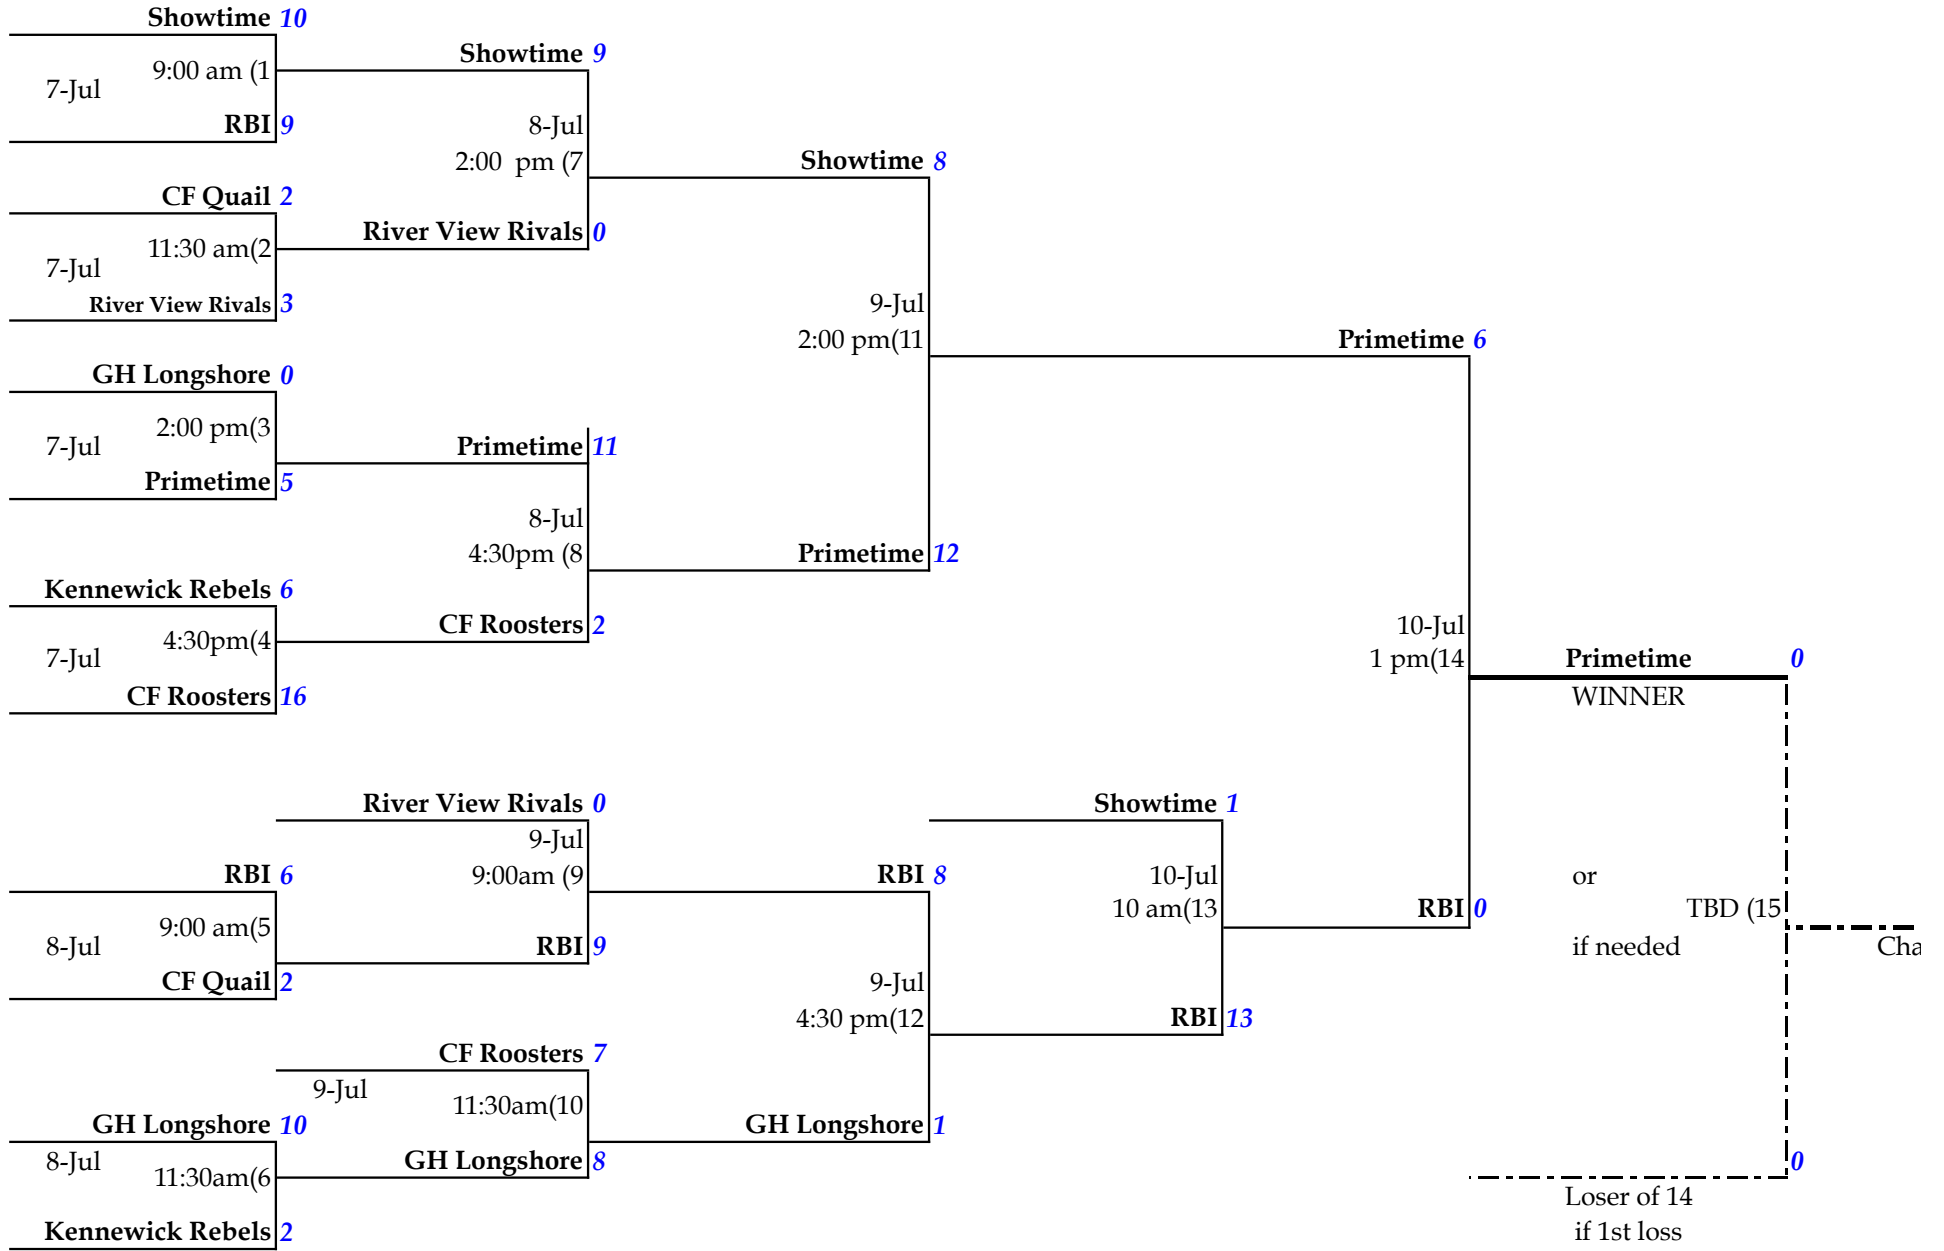 Showtime 10
9:00 am (1
7-Jul
RBI 9
CF Quail 2
11:30 am(2
7-Jul
River View Rivals 3
GH Longshore 0
2:00 pm(3
7-Jul
Primetime 5
Kennewick Rebels 6
4:30pm(4
7-Jul
CF Roosters 16
RBI 6
9:00 am(5
8-Jul
CF Quail 2
GH Longshore 10
8-Jul
11:30am(6
Kennewick Rebels 2
Showtime 9
8-Jul
2:00 pm (7
River View Rivals 0
Primetime 11
8-Jul
4:30pm (8
CF Roosters 2
River View Rivals 0
9-Jul
9:00am (9
RBI 9
CF Roosters 7
9-Jul
11:30am(10
GH Longshore 8
Showtime 8
9-Jul
2:00 pm(11
Primetime 12
RBI 8
9-Jul
4:30 pm(12
GH Longshore 1
Showtime 1
10-Jul
10 am(13
RBI 13
Primetime 6
10-Jul
1 pm(14
RBI 0
Primetime 0
WINNER
or
TBD (15
if needed
Cha
0
Loser of 14
if 1st loss